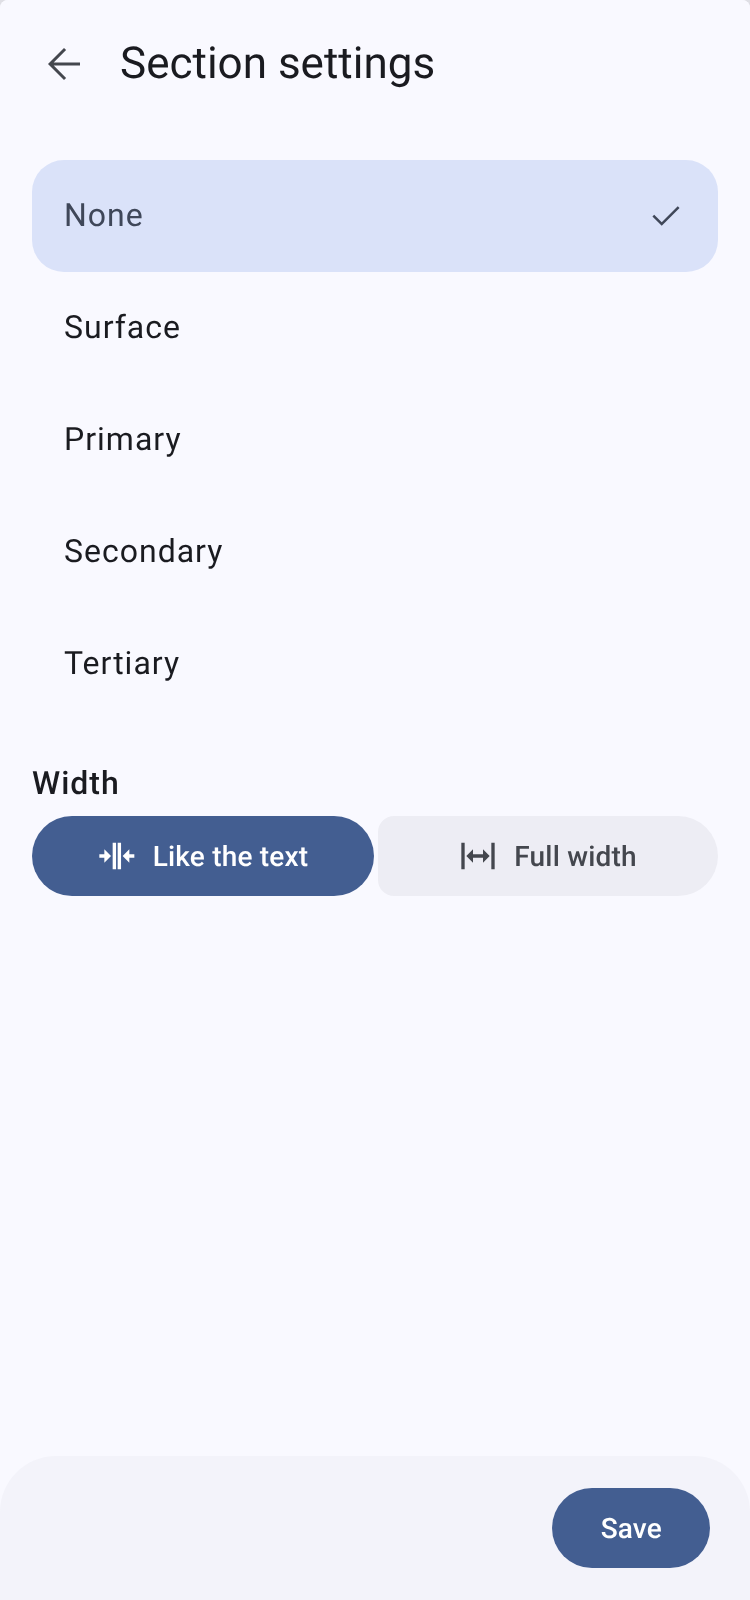 Section settings
None
Surface
Primary
Secondary
Tertiary
Width
Like the text
Full width
Save